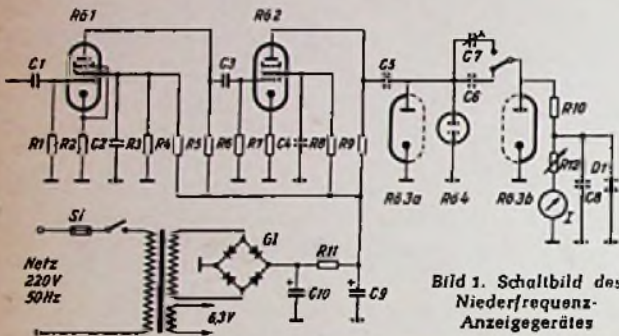 Rö1
Rö2
C1
C3
C5
C7
C6
R1
R2
C2
R3
R4
R5
R6
R7
C4
R8
R9
Rö3a
Rö4
Rö3b
R10
R12
I
C8
D1
Si
Netz
220V
50Hz
Gl
6,3V
R11
C10
C9
+
+
Bild 1. Schaltbild des
Niederfrequenz-
Anzeigegerätes